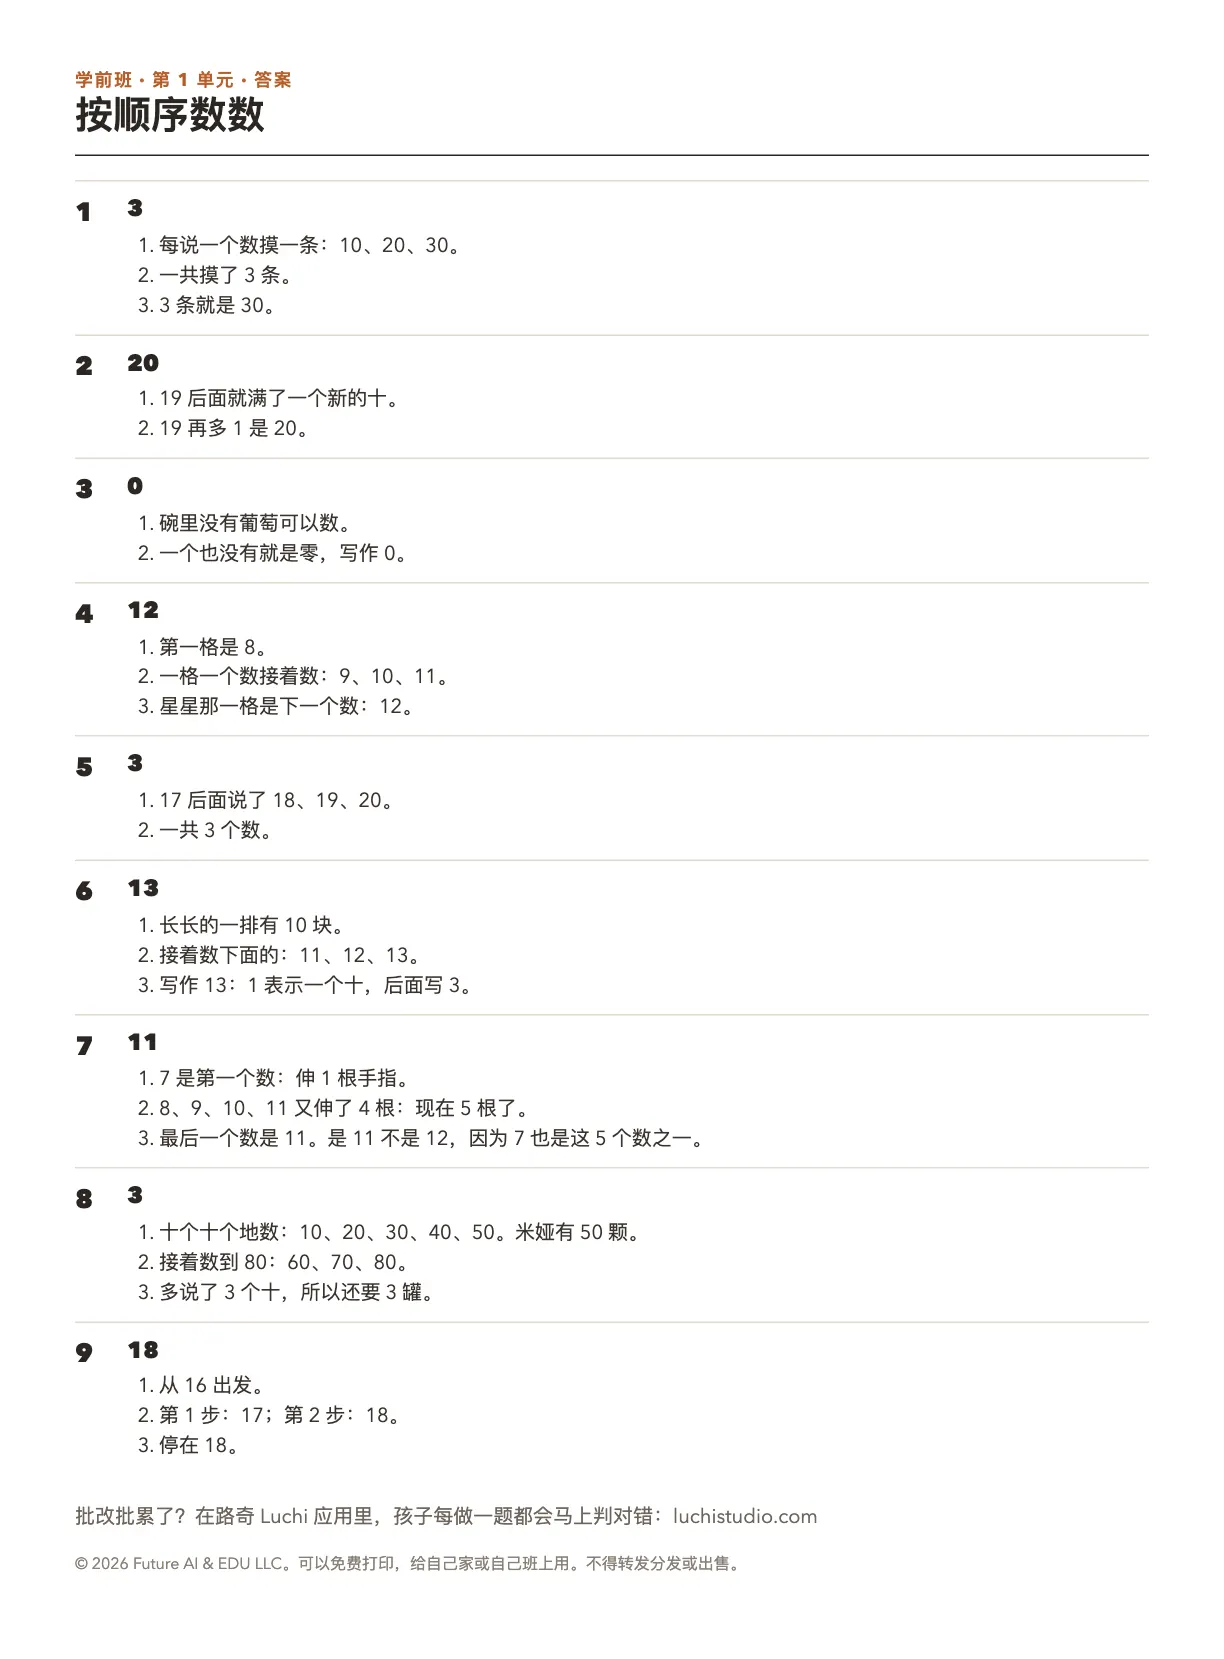 学前班·第 1 单元·答案
按顺序数数
1 3
1. 每说一个数摸一条：10、20、30。
2. 一共摸了 3 条。
3. 3 条就是 30。
2 20
1. 19 后面就满了一个新的十。
2. 19 再多 1 是 20。
3 0
1. 碗里没有葡萄可以数。
2. 一个也没有就是零，写作 0。
4 12
1. 第一格是 8。
2. 一格一个数接着数：9、10、11。
3. 星星那一格是下一个数：12。
5 3
1. 17 后面说了 18、19、20。
2. 一共 3 个数。
6 13
1. 长长的一排有 10 块。
2. 接着数下面的：11、12、13。
3. 写作 13：1 表示一个十，后面写 3。
7 11
1. 7 是第一个数：伸 1 根手指。
2. 8、9、10、11 又伸了 4 根：现在 5 根了。
3. 最后一个数是 11。是 11 不是 12，因为 7 也是这 5 个数之一。
8 3
1. 十个十个地数：10、20、30、40、50。米娅有 50 颗。
2. 接着数到 80：60、70、80。
3. 多说了 3 个十，所以还要 3 罐。
9 18
1. 从 16 出发。
2. 第 1 步：17；第 2 步：18。
3. 停在 18。
批改批累了？在路奇 Luchi 应用里，孩子每做一题都会马上判对错：luchistudio.com
© 2026 Future AI & EDU LLC。可以免费打印，给自己家或自己班上用。不得转发分发或出售。